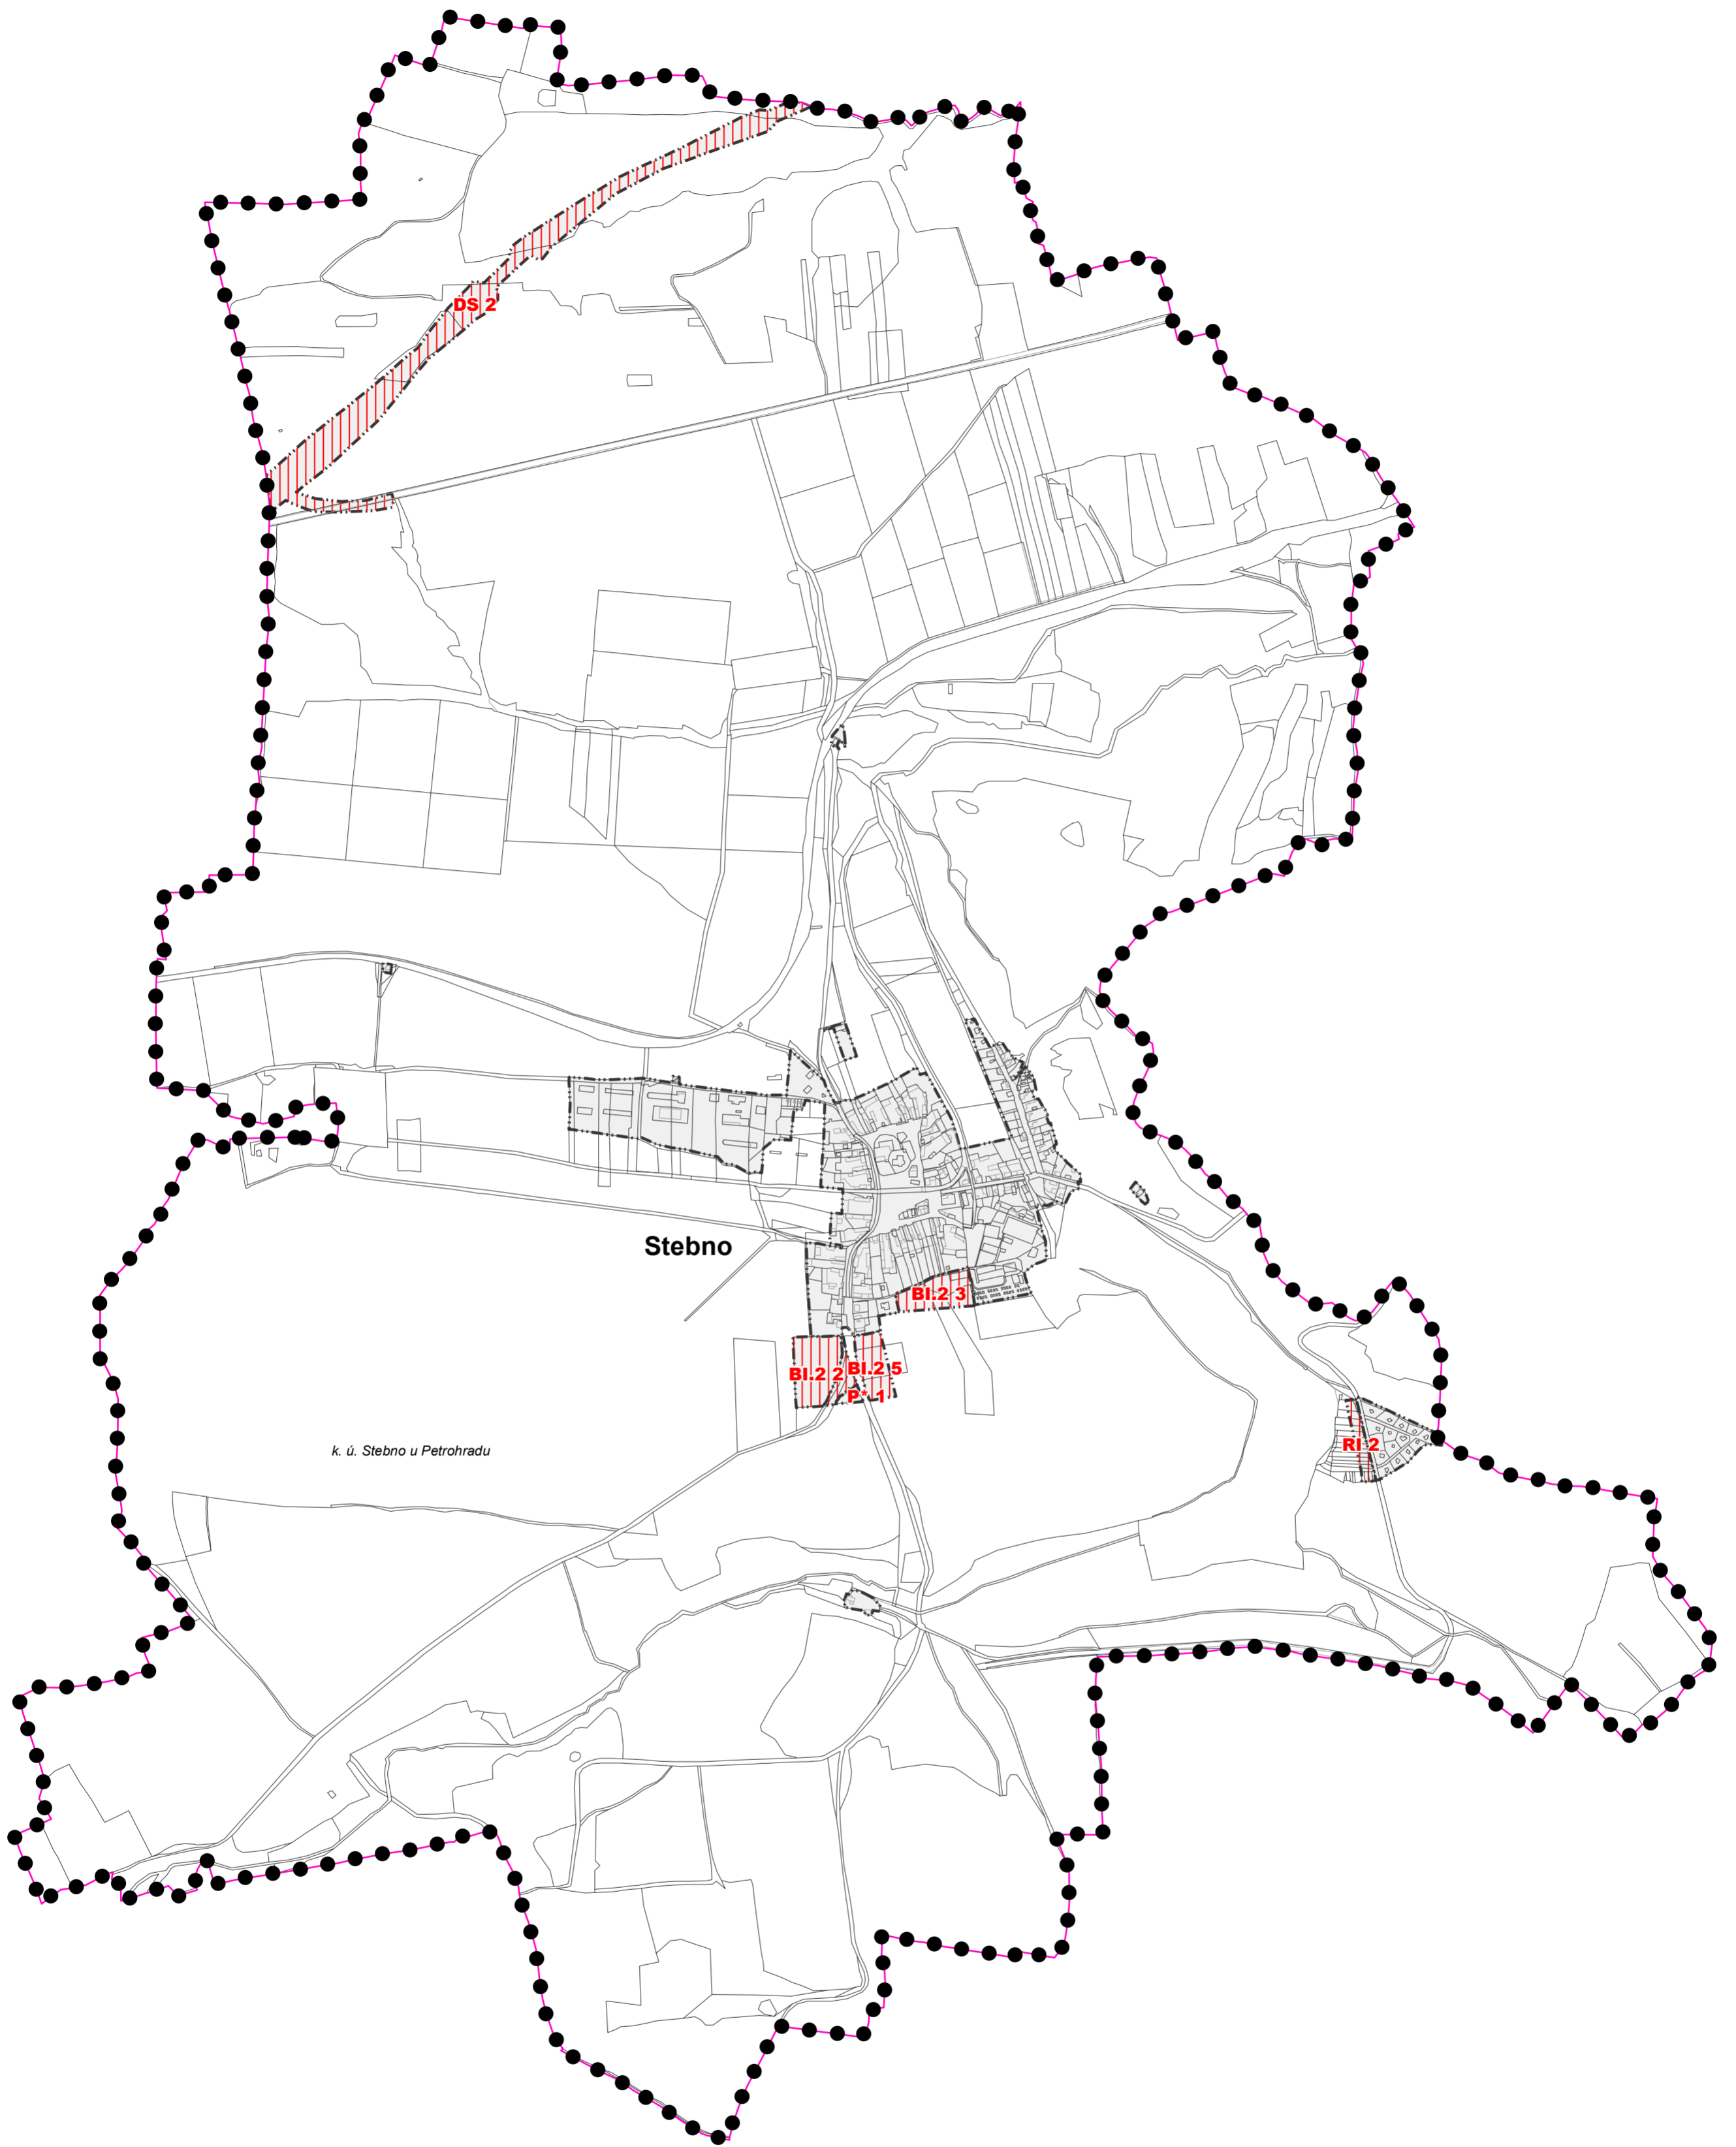 DS 2
Stebno
BI.2 3
BI.2 2
BI.2 5
P* 1
RI 2
k. ú. Stebno u Petrohradu